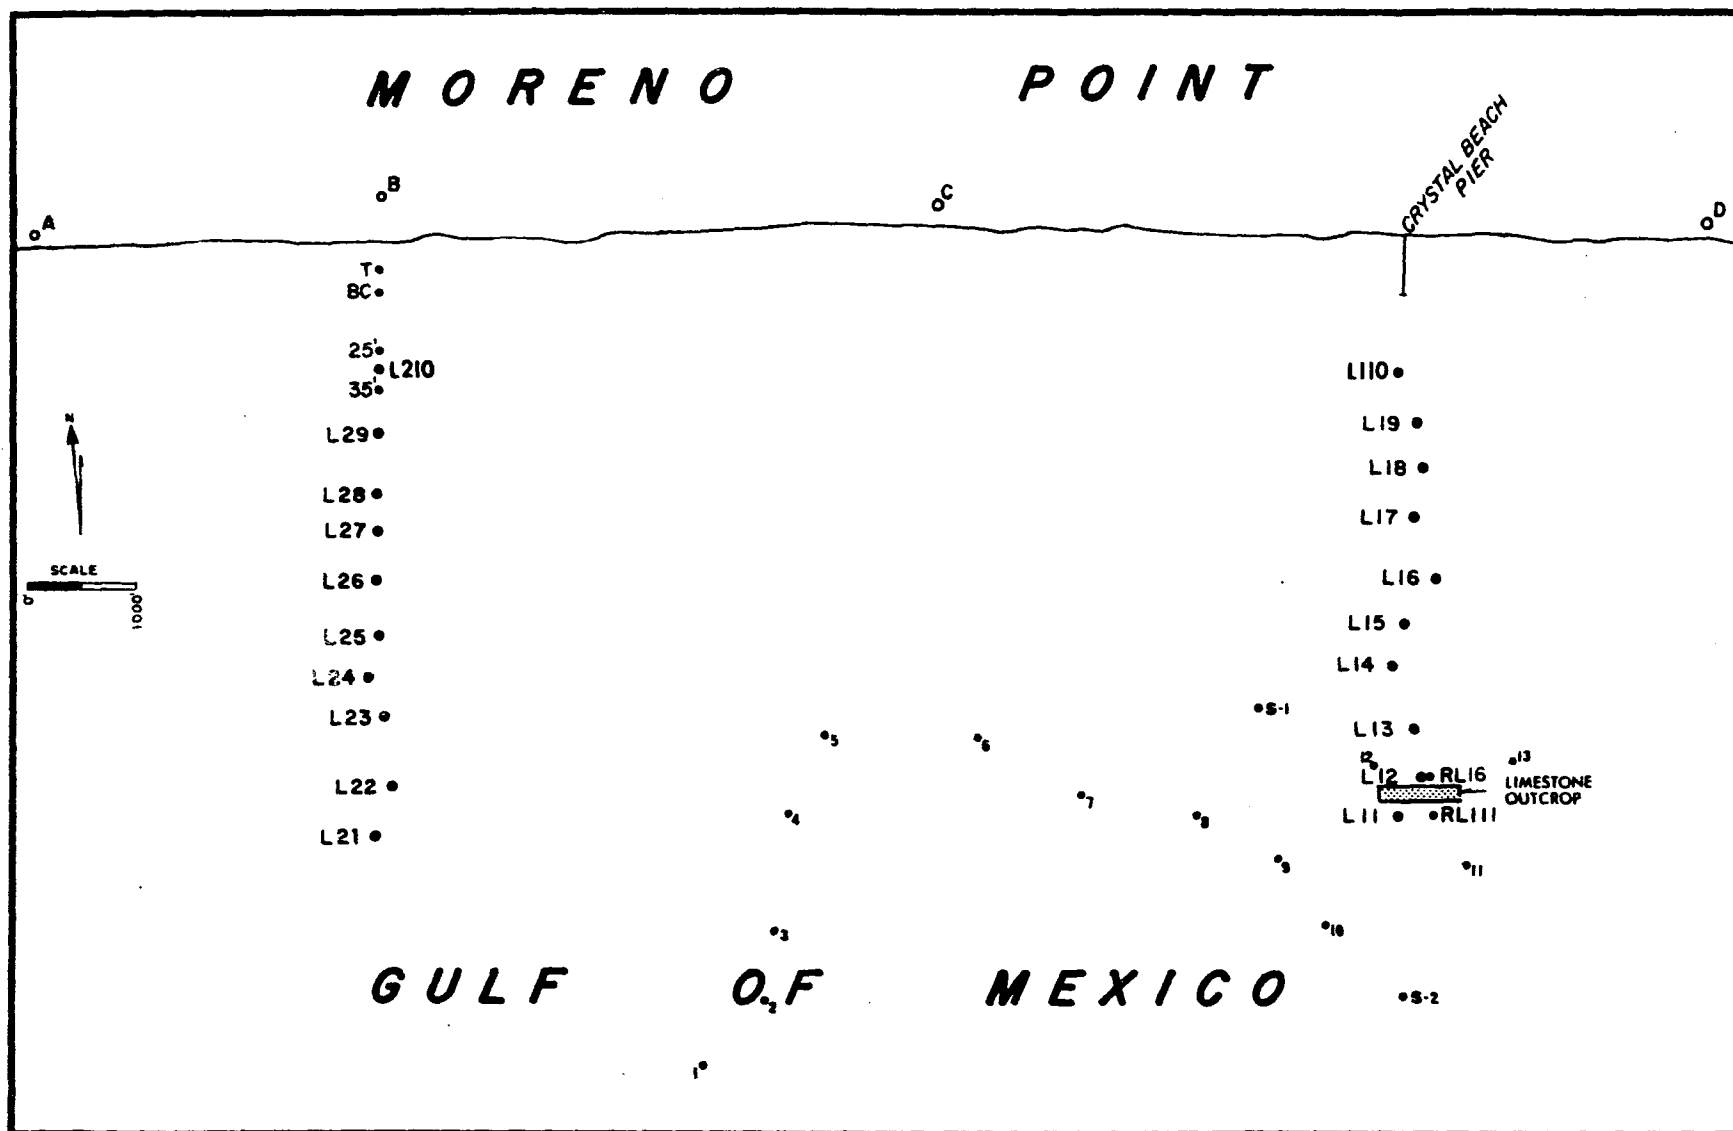 MORENO POINT
CRYSTAL BEACH
PIER
A
B
C
D
T
BC
25'
L210
35'
L110
L29
L19
N
L28
L18
L27
L17
SCALE
0'
1000'
L26
L16
L25
L15
L24
L14
L23
S-1
L13
5
6
12
13
L22
L12
RL16
LIMESTONE
OUTCROP
7
4
8
L11
RL111
L21
9
11
3
10
GULF OF MEXICO
2
S-2
1